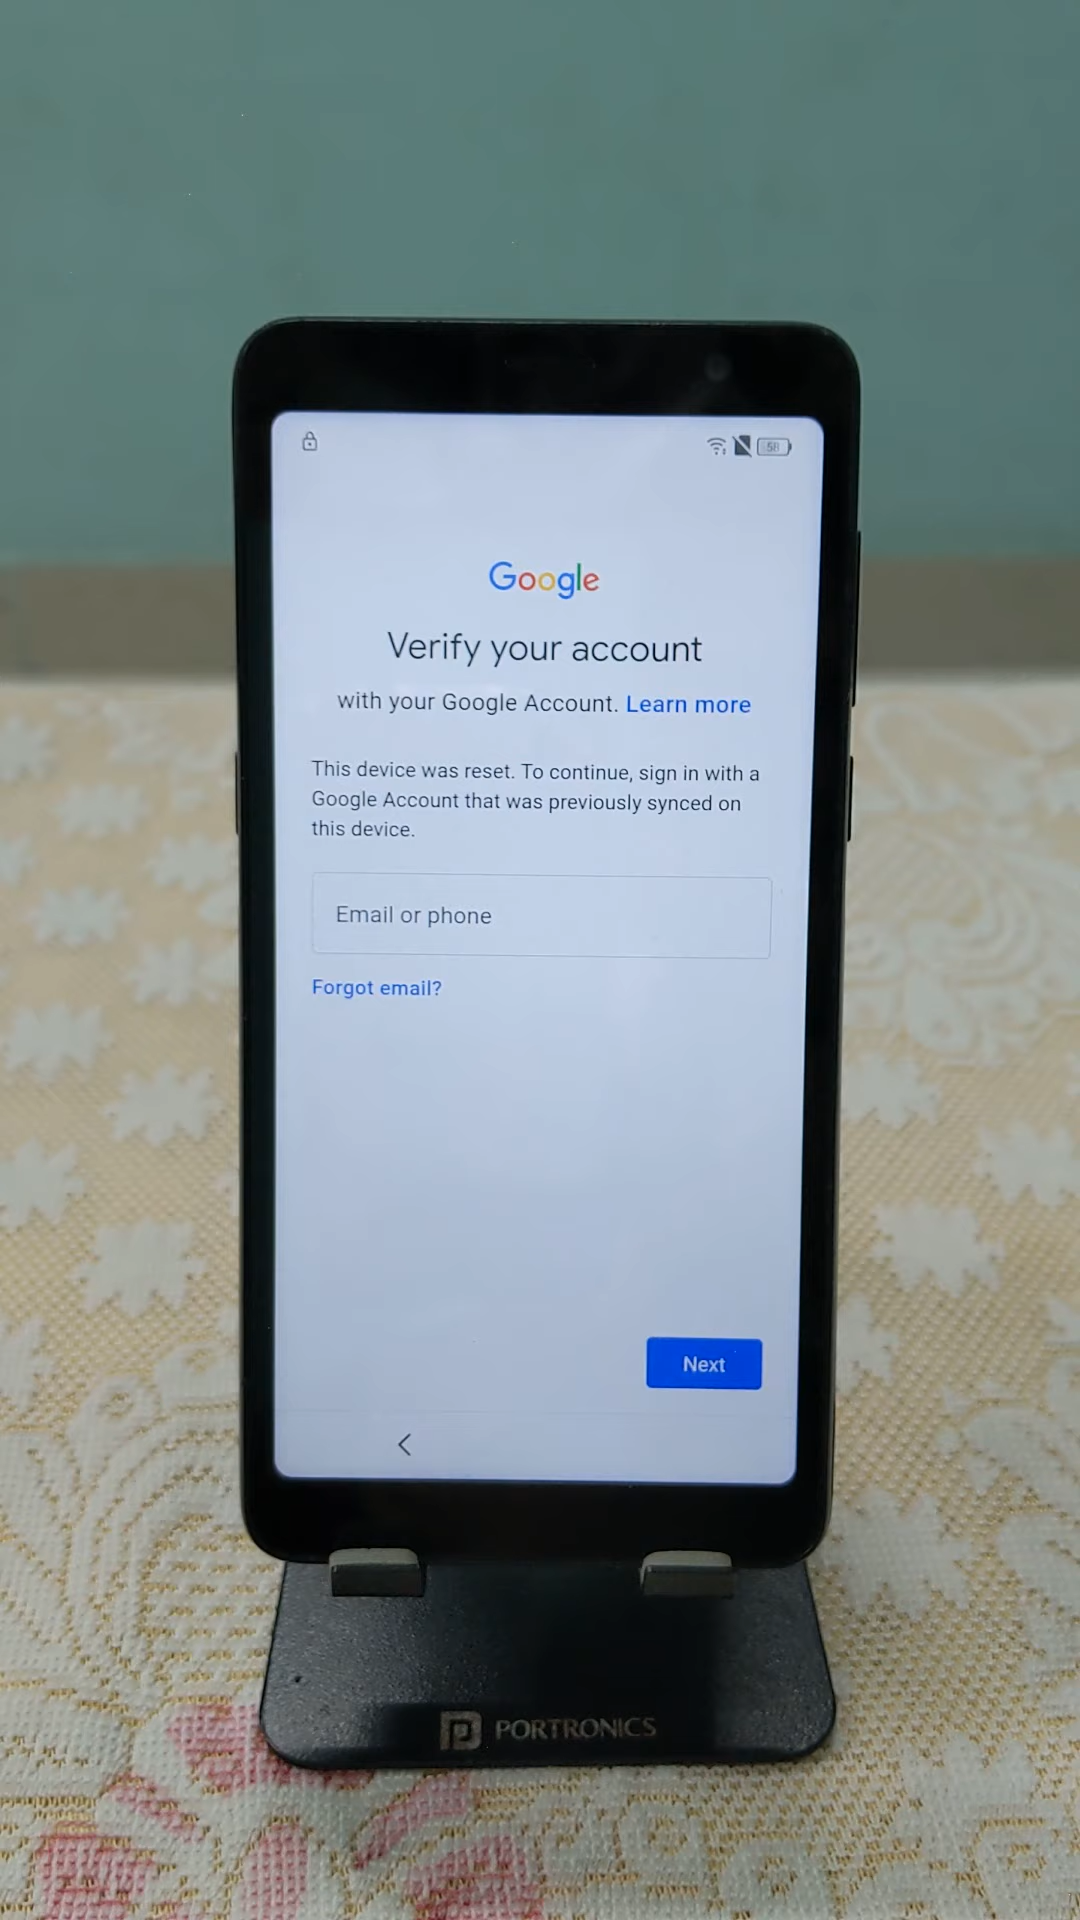 58
Google
Verify your account
with your Google Account. Learn more
This device was reset. To continue, sign in with a
Google Account that was previously synced on
this device.
Email or phone
Forgot email?
Next
PORTRONICS